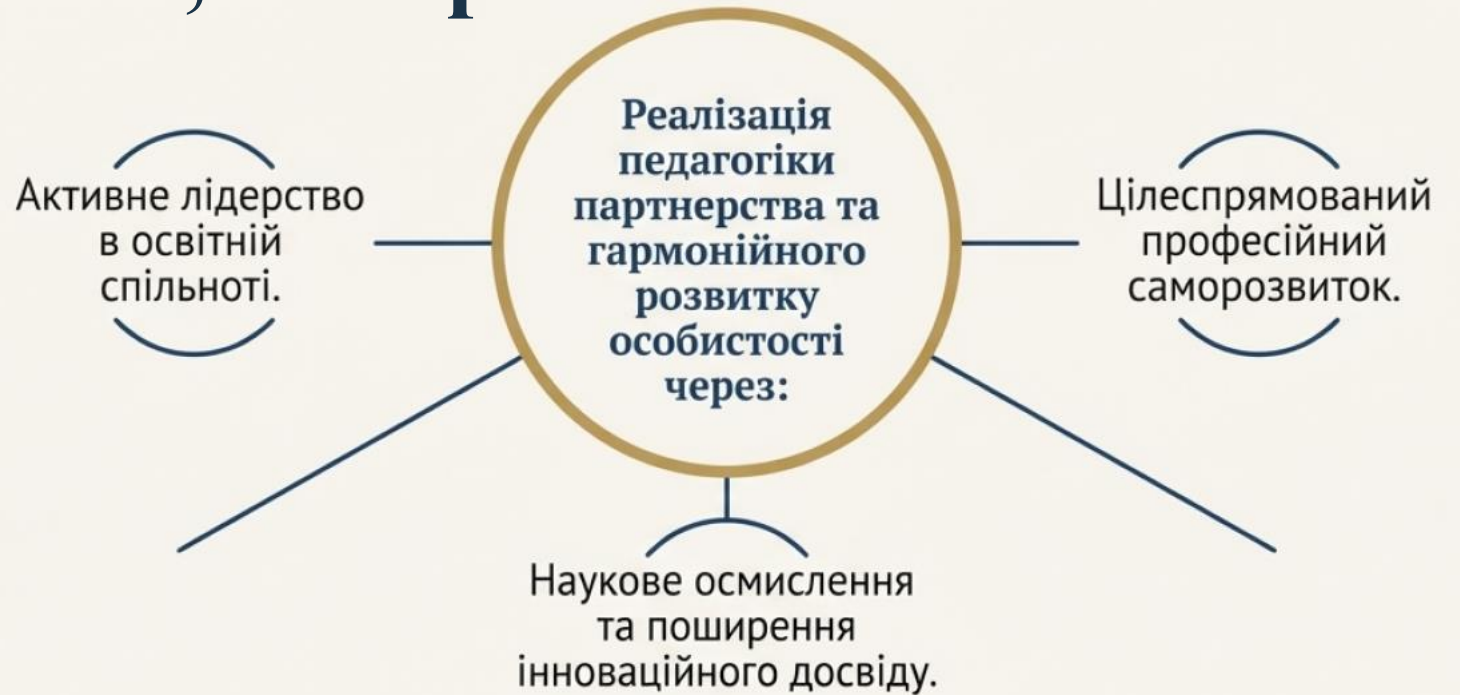 Реалізація
педагогіки
партнерства та
гармонійного
розвитку
особистості
через:
Активне лідерство
в освітній
спільноті.
Цілеспрямований
професійний
саморозвиток.
Наукове осмислення
та поширення
інноваційного досвіду.